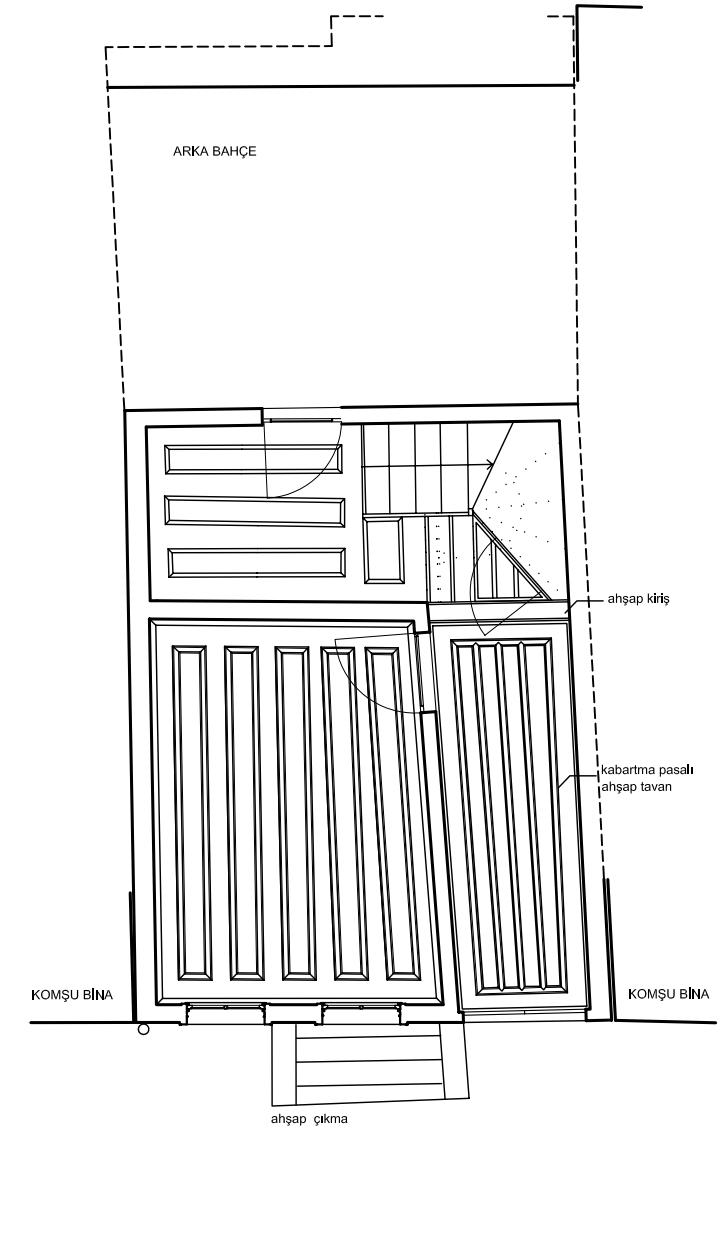 ARKA BAHÇE
ahşap kiriş
kabartma pasalı
ahşap tavan
KOMŞU BİNA
KOMŞU BİNA
ahşap çıkma